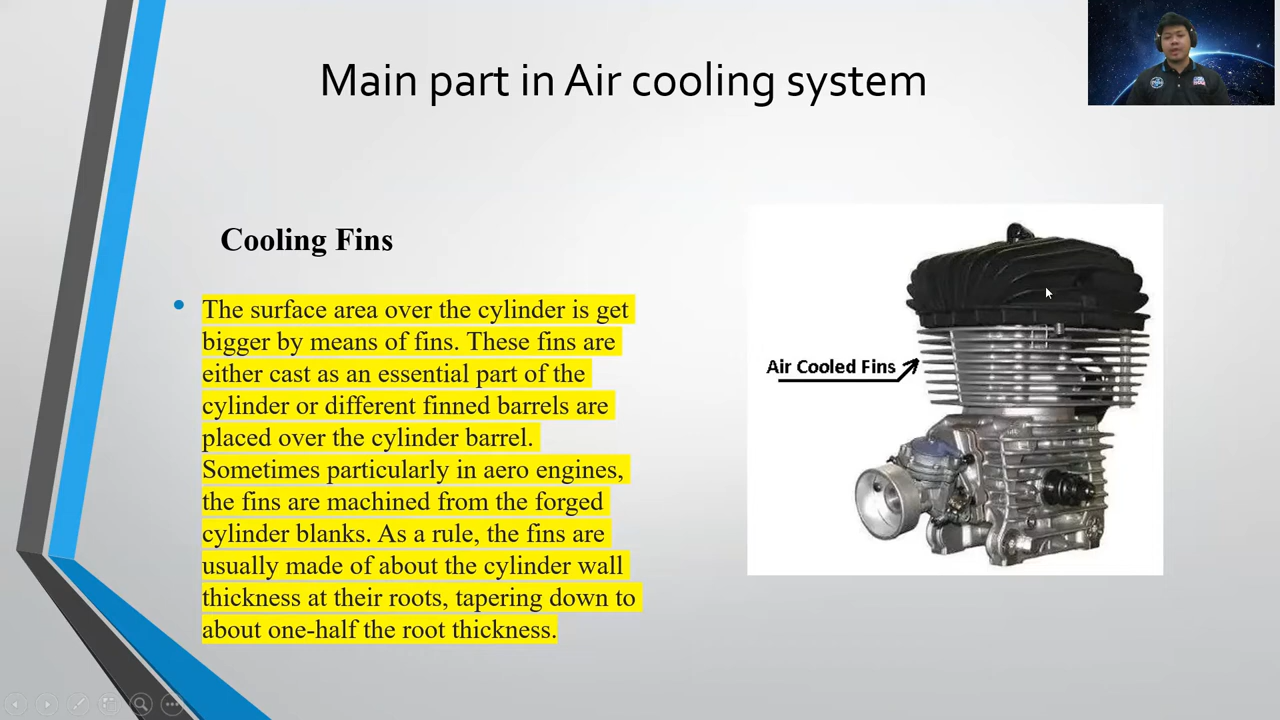 Main part in Air cooling system
Cooling Fins
The surface area over the cylinder is get
bigger by means of fins. These fins are
either cast as an essential part of the
cylinder or different finned barrels are
placed over the cylinder barrel.
Sometimes particularly in aero engines,
the fins are machined from the forged
cylinder blanks. As a rule, the fins are
usually made of about the cylinder wall
thickness at their roots, tapering down to
about one-half the root thickness.
Air Cooled Fins